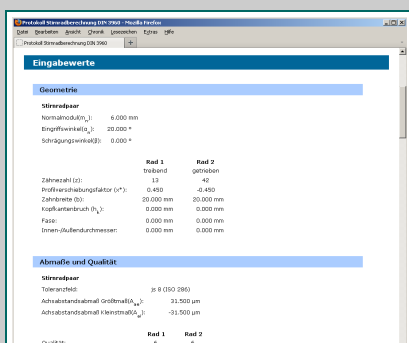 Protokoll Stirnradberechnung DIN 3960 - Mozilla Firefox
Datei Bearbeiten Ansicht Chronik Lesezeichen Extras Hilfe
Protokoll Stirnradberechnung DIN 3960 +
Eingabewerte
Geometrie
Stirnradpaar
Normalmodul(mn): 6.000 mm
Eingriffswinkel(αn): 20.000 °
Schrägungswinkel(β): 0.000 °
Rad 1 Rad 2
treibend getrieben
Zähnezahl (z): 13 42
Profilverschiebungsfaktor (x*): 0.450 -0.450
Zahnbreite (b): 20.000 mm 20.000 mm
Kopfkantenbruch (hk): 0.000 mm 0.000 mm
Fase: 0.000 mm 0.000 mm
Innen-/Außendurchmesser: 0.000 mm 0.000 mm
Abmaße und Qualität
Stirnradpaar
Toleranzfeld: js 8 (ISO 286)
Achsabstandsabmaß Größtmaß(Aae): 31.500 µm
Achsabstandsabmaß Kleinstmaß(Aai): -31.500 µm
Rad 1 Rad 2
Qualität: